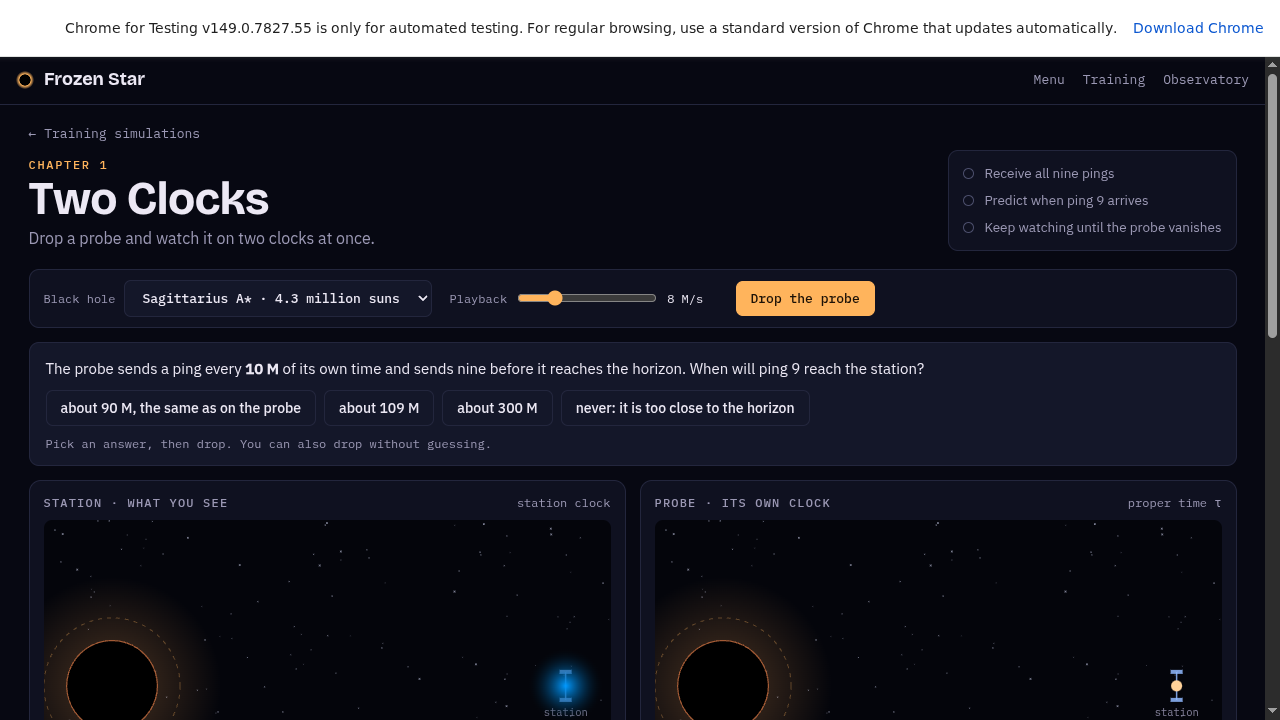 Chrome for Testing v149.0.7827.55 is only for automated testing. For regular browsing, use a standard version of Chrome that updates automatically. Download Chrome
Frozen Star
Menu Training Observatory
← Training simulations
CHAPTER 1
Two Clocks
Drop a probe and watch it on two clocks at once.
Receive all nine pings
Predict when ping 9 arrives
Keep watching until the probe vanishes
Black hole Sagittarius A* · 4.3 million suns Playback 8 M/s Drop the probe
The probe sends a ping every 10 M of its own time and sends nine before it reaches the horizon. When will ping 9 reach the station?
about 90 M, the same as on the probe about 109 M about 300 M never: it is too close to the horizon
Pick an answer, then drop. You can also drop without guessing.
STATION · WHAT YOU SEE station clock
station
PROBE · ITS OWN CLOCK proper time τ
station